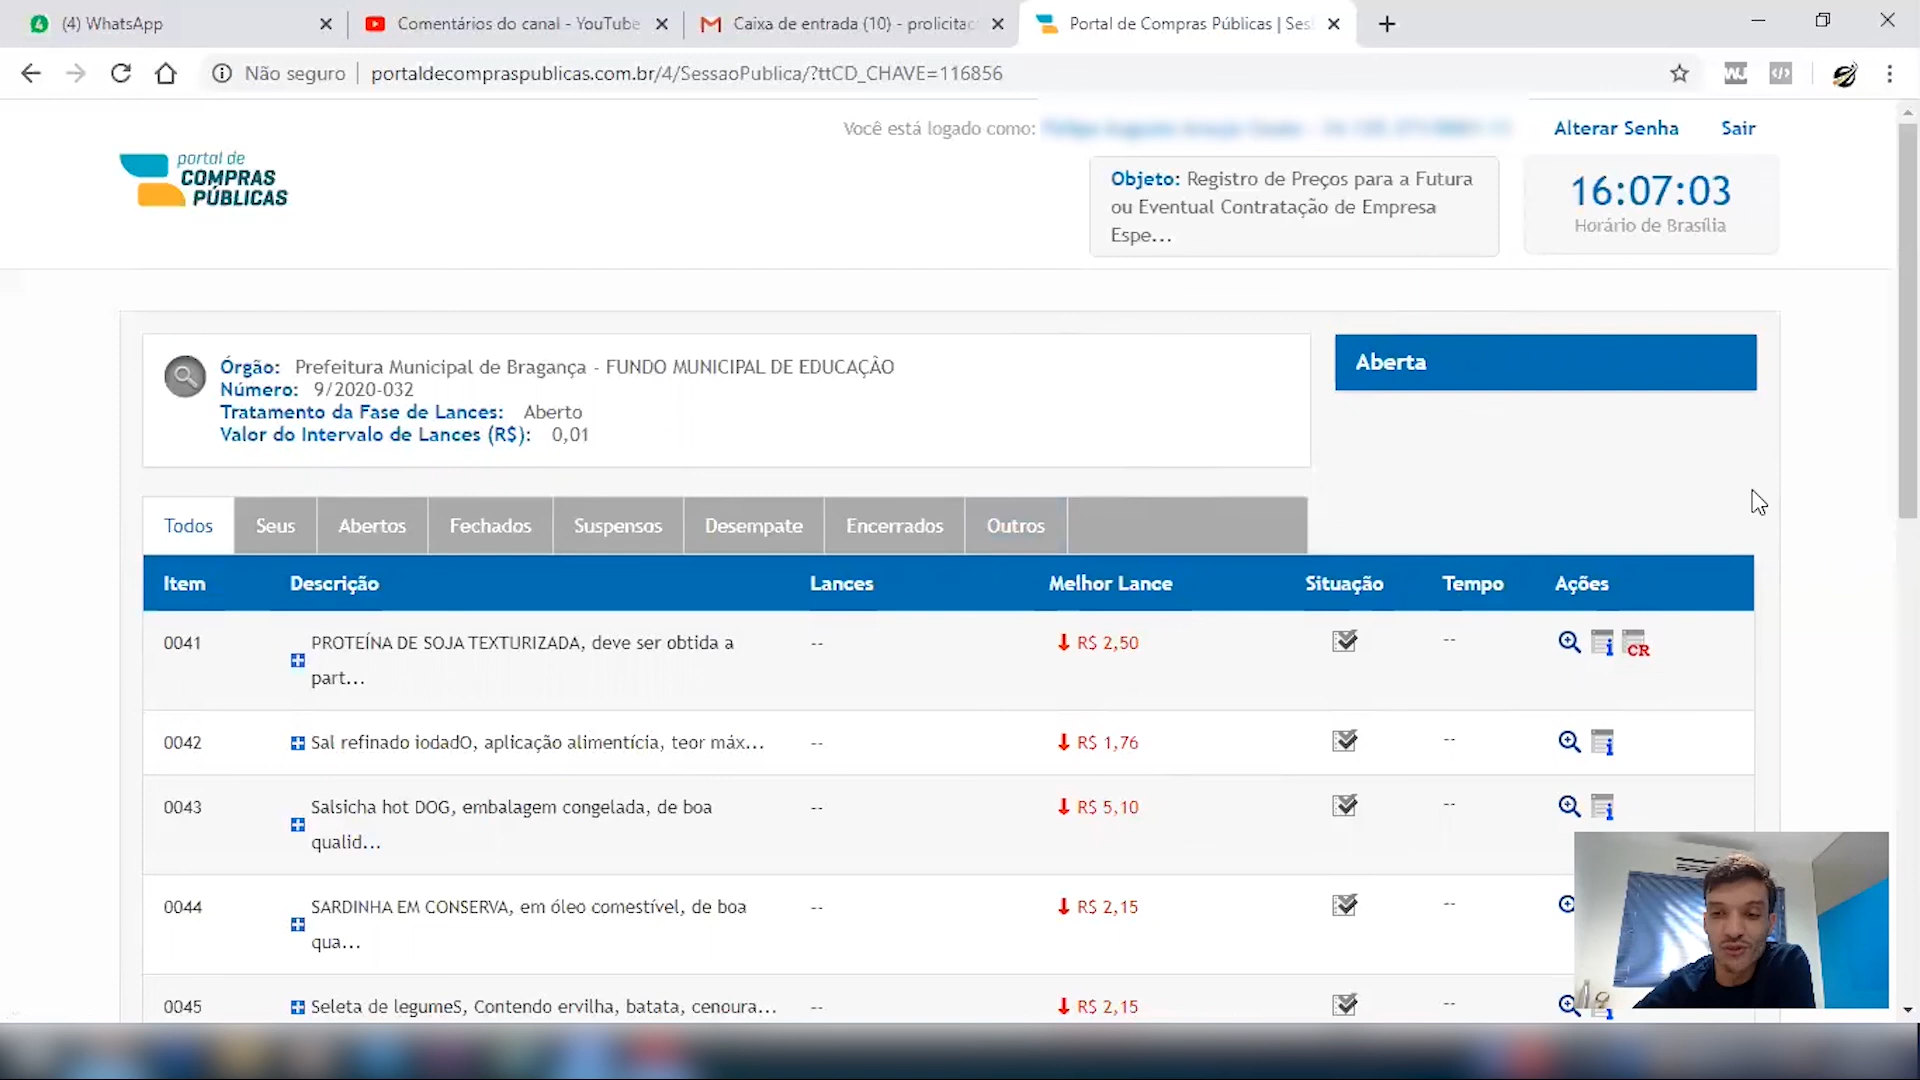 (4) WhatsApp
Comentários do canal - YouTube
Caixa de entrada (10) - prolicitac
Portal de Compras Públicas | Ses
Não seguro
portaldecompraspublicas.com.br/4/SessaoPublica/?ttCD_CHAVE=116856
Você está logado como:
Alterar Senha
Sair
portal de
COMPRAS
PÚBLICAS
Objeto: Registro de Preços para a Futura
ou Eventual Contratação de Empresa
Espe...
16:07:03
Horário de Brasília
Órgão: Prefeitura Municipal de Bragança - FUNDO MUNICIPAL DE EDUCAÇÃO
Número: 9/2020-032
Tratamento da Fase de Lances: Aberto
Valor do Intervalo de Lances (R$): 0,01
Aberta
Todos Seus Abertos Fechados Suspensos Desempate Encerrados Outros
Item Descrição Lances Melhor Lance Situação Tempo Ações
0041 PROTEÍNA DE SOJA TEXTURIZADA, deve ser obtida a -- R$ 2,50 -- CR
part...
0042 Sal refinado iodadO, aplicação alimentícia, teor máx... -- R$ 1,76 --
0043 Salsicha hot DOG, embalagem congelada, de boa -- R$ 5,10 --
qualid...
0044 SARDINHA EM CONSERVA, em óleo comestível, de boa -- R$ 2,15 --
qua...
0045 Seleta de legumeS, Contendo ervilha, batata, cenoura... -- R$ 2,15 --